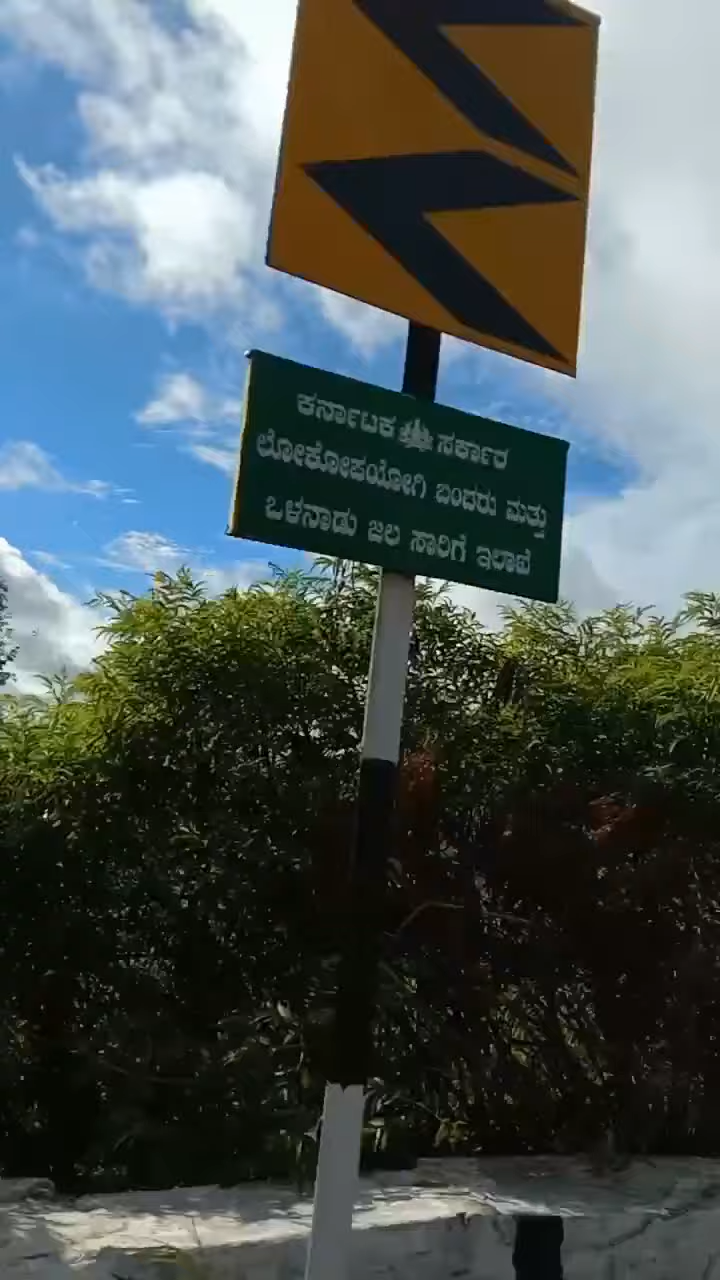 ಕರ್ನಾಟಕ ಸರ್ಕಾರ
ಲೋಕೋಪಯೋಗಿ ಬಂದರು ಮತ್ತು
ಒಳನಾಡು ಜಲ ಸಾರಿಗೆ ಇಲಾಖೆ